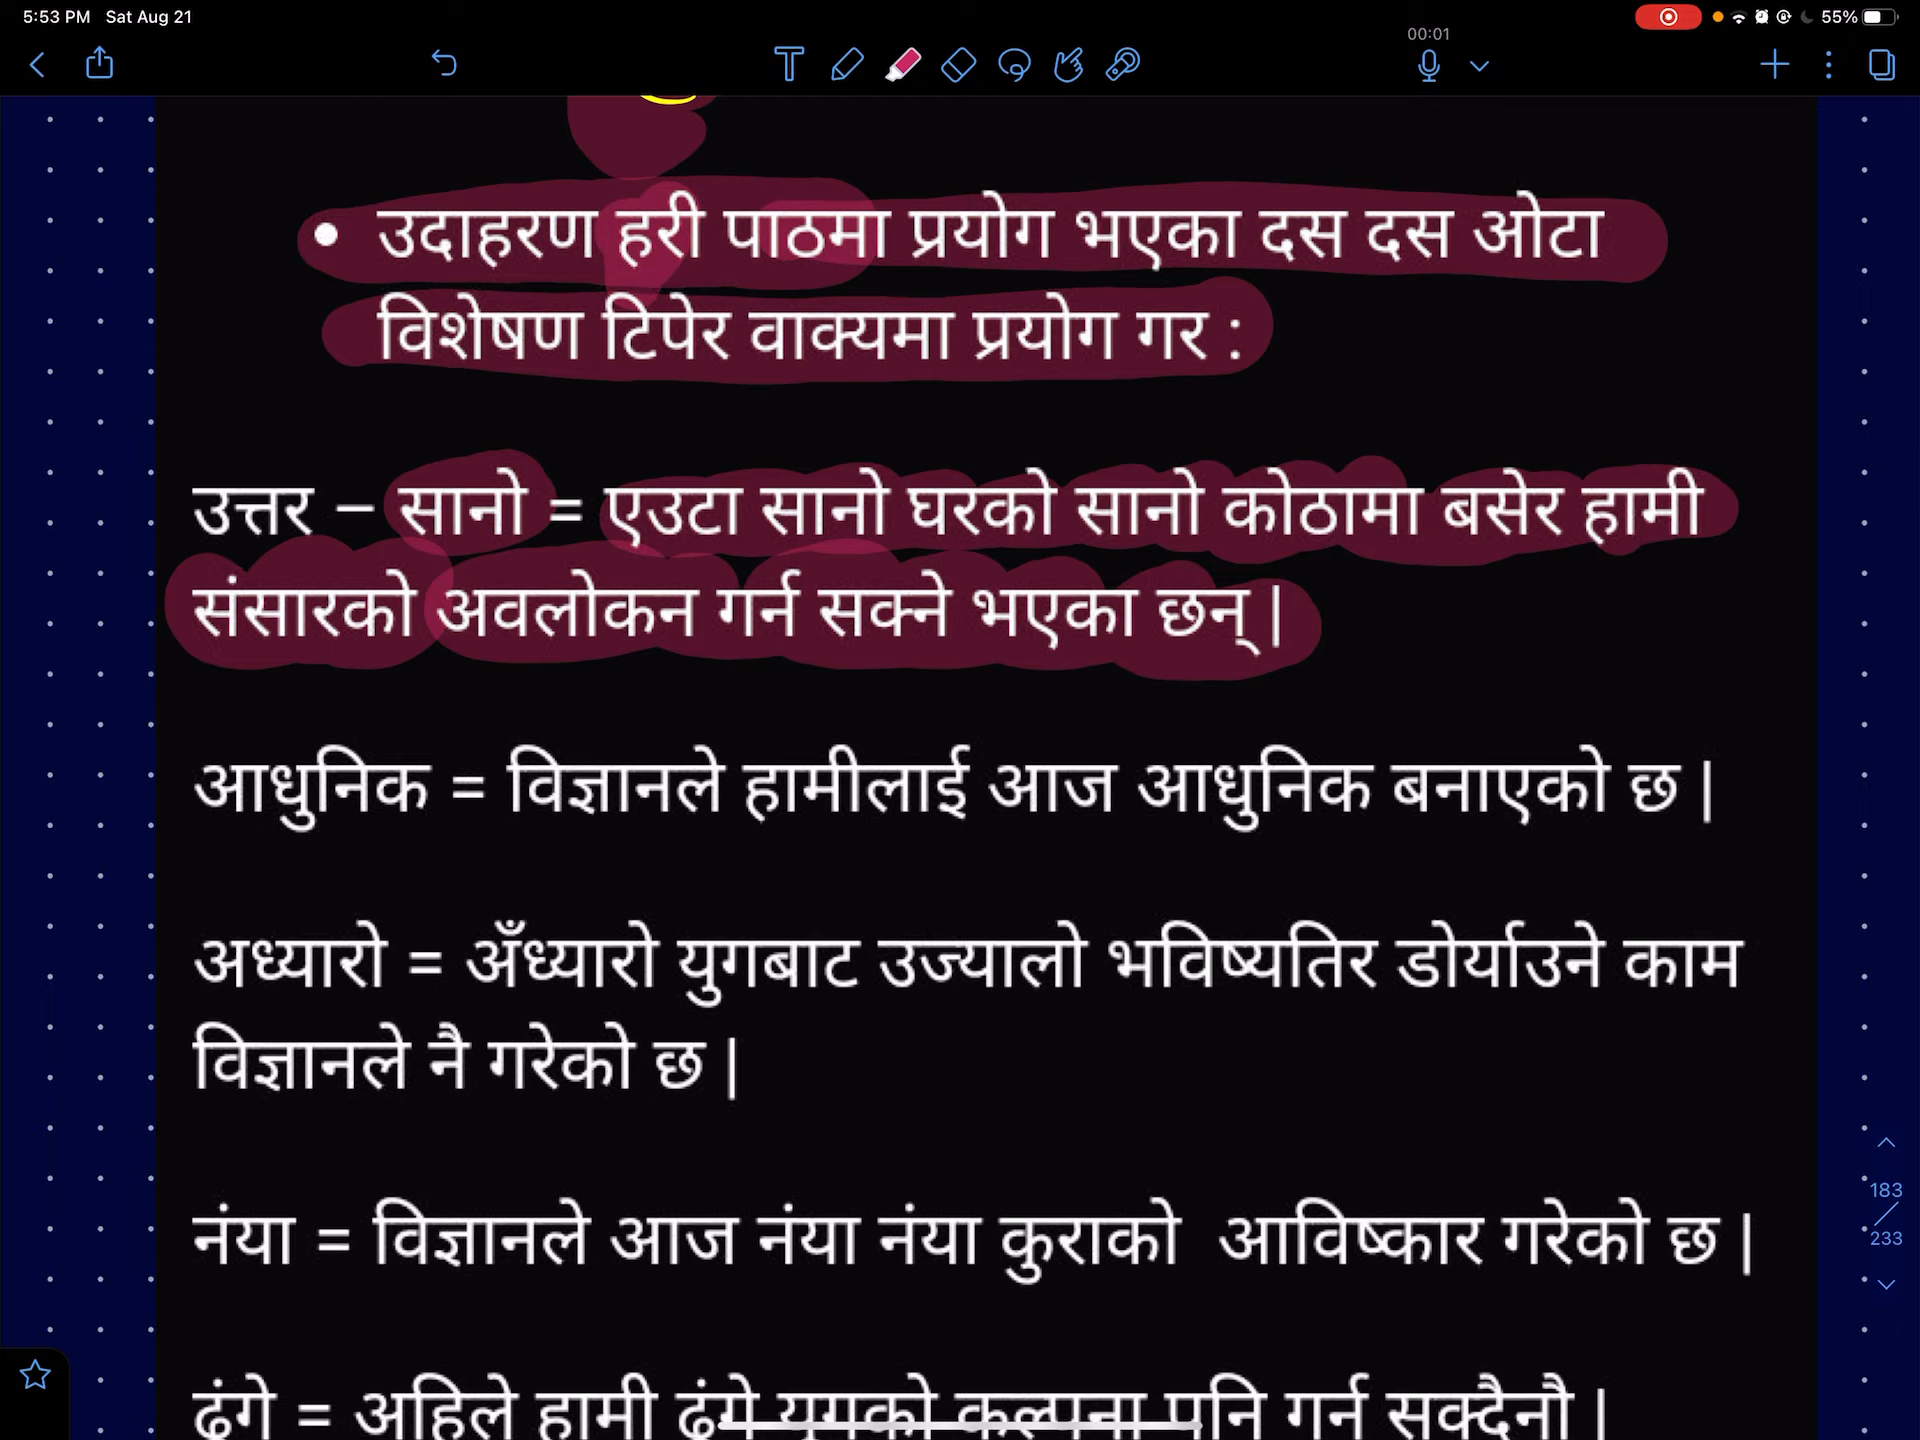 5:53 PM Sat Aug 21
55%
00:01
• उदाहरण हरी पाठमा प्रयोग भएका दस दस ओटा
विशेषण टिपेर वाक्यमा प्रयोग गर :
उत्तर – सानो = एउटा सानो घरको सानो कोठामा बसेर हामी
संसारको अवलोकन गर्न सक्ने भएका छन् |
आधुनिक = विज्ञानले हामीलाई आज आधुनिक बनाएको छ |
अध्यारो = अँध्यारो युगबाट उज्यालो भविष्यतिर डोर्याउने काम
विज्ञानले नै गरेको छ |
नंया = विज्ञानले आज नंया नंया कुराको आविष्कार गरेको छ |
183
233
ढंगे = अहिले हामी ढंगे युगको कल्पना पनि गर्न सक्दैनौ |